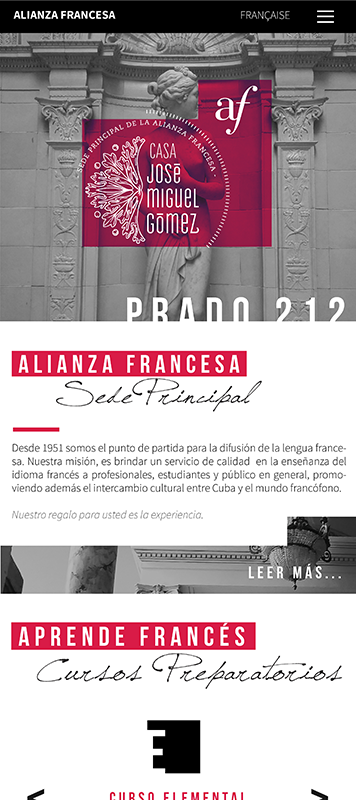 ALIANZA FRANCESA
FRANÇAISE
af
SEDE PRINCIPAL DE LA ALIANZA FRANCESA
CASA
JOSÉ
MIGUEL
GÓMEZ
PRADO 212
ALIANZA FRANCESA
Sede Principal
Desde 1951 somos el punto de partida para la difusión de la lengua france-
sa. Nuestra misión, es brindar un servicio de calidad en la enseñanza del
idioma francés a profesionales, estudiantes y público en general, promo-
viendo además el intercambio cultural entre Cuba y el mundo francófono.
Nuestro regalo para usted es la experiencia.
LEER MÁS...
APRENDE FRANCÉS
Cursos Preparatorios
E
< >
CURSO ELEMENTAL